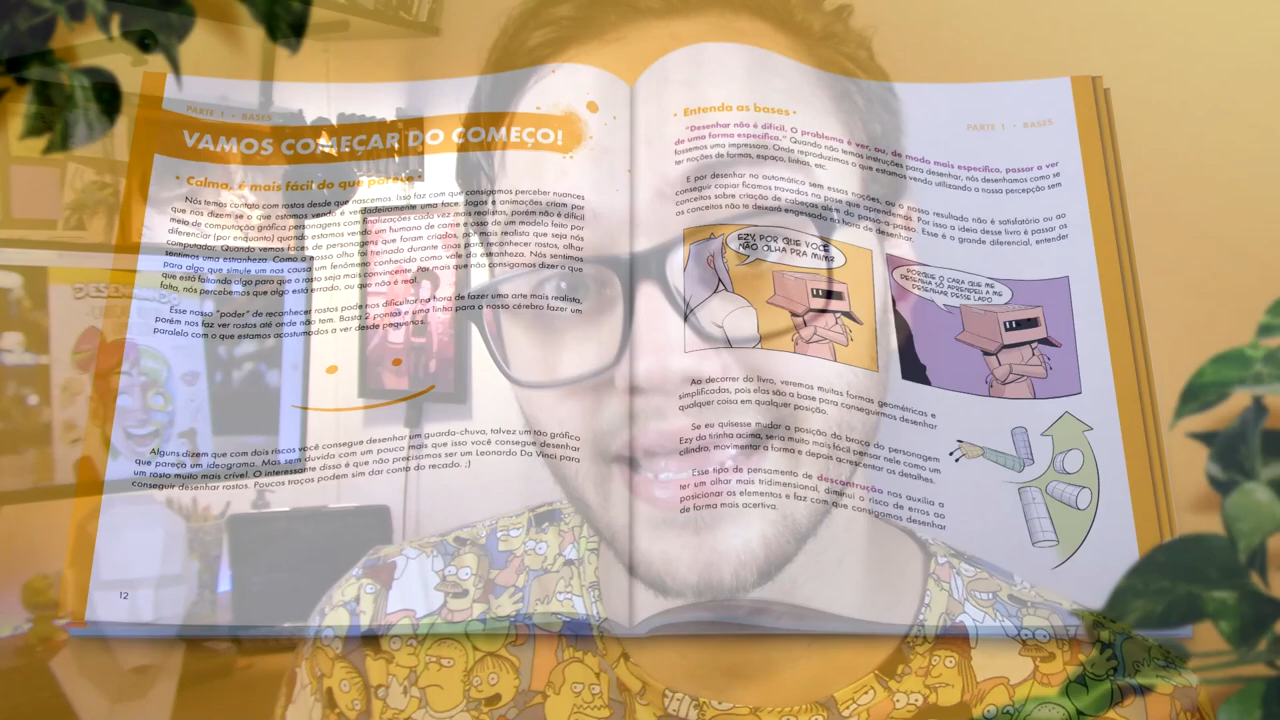 PARTE 1 • BASES
VAMOS COMEÇAR DO COMEÇO!
• Calma, é mais fácil do que parece •
Nós temos contato com rostos desde que nascemos. Isso faz com que consigamos perceber nuances
que nos dizem se o que estamos vendo é verdadeiramente uma face. Jogos e animações criam por
meio de computação gráfica personagens com finalizações cada vez mais realistas, porém não é difícil
diferenciar (por enquanto) quando estamos vendo um humano de carne e osso de um modelo feito por
computador. Quando vemos faces de personagens que foram criados, por mais realista que seja nós
sentimos uma estranheza. Como o nosso olho foi treinado durante anos para reconhecer rostos, olhar
para algo que simule um nos causa um fenômeno conhecido como vale da estranheza. Nós sentimos
que está faltando algo para que a rosto seja mais convincente. Por mais que não consigamos dizer o que
falta, nós percebemos que algo está errado, ou que não é real.
Esse nosso "poder" de reconhecer rostos pode nos dificultar na hora de fazer uma arte mais realista,
porém nos faz ver rostos até onde não tem. Basta 2 pontos e uma linha para o nosso cérebro fazer um
paralelo com o que estamos acostumados a ver desde pequenos.
Alguns dizem que com dois riscos você consegue desenhar um guarda-chuva, talvez um tão gráfico
que pareça um ideograma. Mas sem duvida com um pouco mais que isso você consegue desenhar
um rosto muito mais crível. O interessante disso é que não precisamos ser um Leonardo Da Vinci para
conseguir desenhar rostos. Poucos traços podem sim dar conta do recado. ;)
12
• Entenda as bases •
PARTE 1 • BASES
"Desenhar não é difícil. O problema é ver, ou, de modo mais específico, passar a ver
de uma forma específica." Quando não lemos instruções para desenhar, nós desenhamos como se
fossemos uma impressora. Onde reproduzimos o que estamos vendo utilizando a nossa percepção sem
ter noções de formas, espaço, linhas, etc.
E por desenhar no automático sem essas noções, ou o nosso resultado não é satisfatório ou ao
conseguir copiar ficamos travados na pose que aprendemos. Por isso a ideia desse livro é passar os
conceitos sobre criação de cabeças além do passo-a-passo. Esse é o grande diferencial, entender
os conceitos não te deixará engessado na hora de desenhar.
EZY, POR QUE VOCÊ
NÃO OLHA PRA MIM?
PORQUE O CARA QUE ME
DESENHA SÓ APRENDEU A ME
DESENHAR DESSE LADO
Ao decorrer do livro, veremos muitas formas geométricas e
simplificadas, pois elas são a base para conseguirmos desenhar
qualquer coisa em qualquer posição.
Se eu quisesse mudar a posição do braço do personagem
Ezy da tirinha acima, seria muito mais fácil pensar nele como um
cilindro, movimentar a forma e depois acrescentar os detalhes.
Esse tipo de pensamento de descontrução nos auxilia a
ter um olhar mais tridimensional, diminui o risco de erros ao
posicionar os elementos e faz com que consigamos desenhar
de forma mais acertiva.